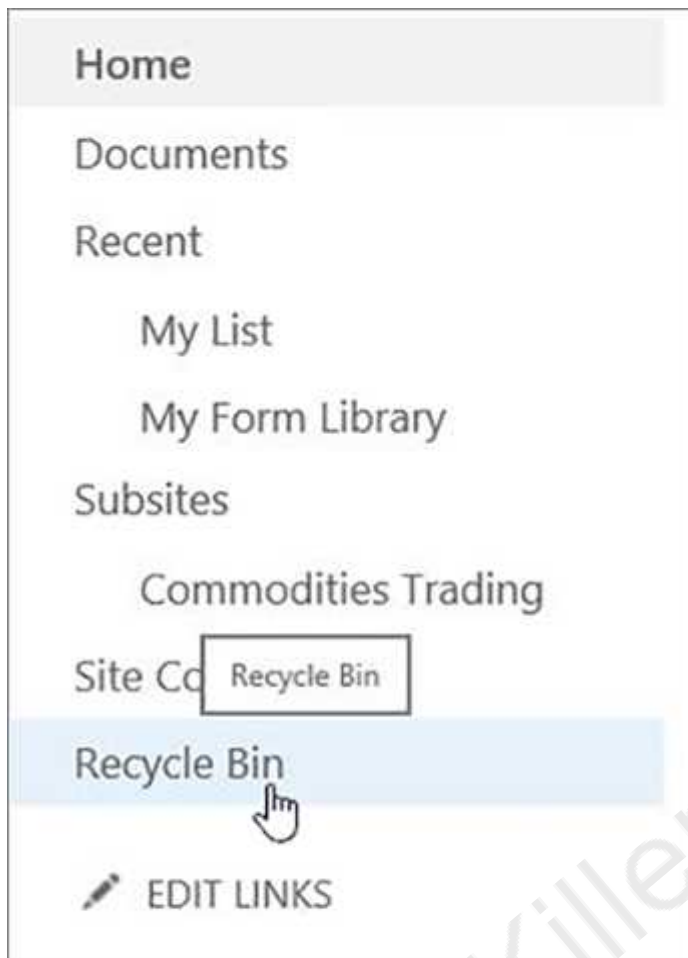 Home
Documents
Recent
My List
My Form Library
Subsites
Commodities Trading
Site Co
Recycle Bin
Recycle Bin
EDIT LINKS